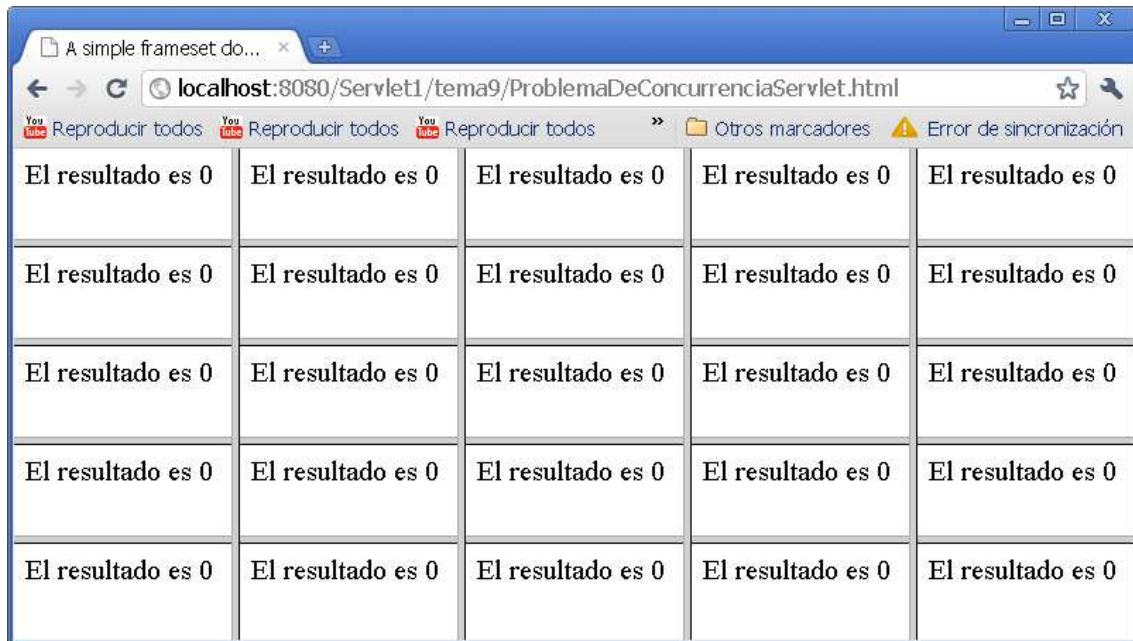 A simple frameset do...
localhost:8080/Servlet1/tema9/ProblemaDeConcurrenciaServlet.html
You Tube Reproducir todos You Tube Reproducir todos You Tube Reproducir todos » Otros marcadores Error de sincronización
El resultado es 0 El resultado es 0 El resultado es 0 El resultado es 0 El resultado es 0
El resultado es 0 El resultado es 0 El resultado es 0 El resultado es 0 El resultado es 0
El resultado es 0 El resultado es 0 El resultado es 0 El resultado es 0 El resultado es 0
El resultado es 0 El resultado es 0 El resultado es 0 El resultado es 0 El resultado es 0
El resultado es 0 El resultado es 0 El resultado es 0 El resultado es 0 El resultado es 0